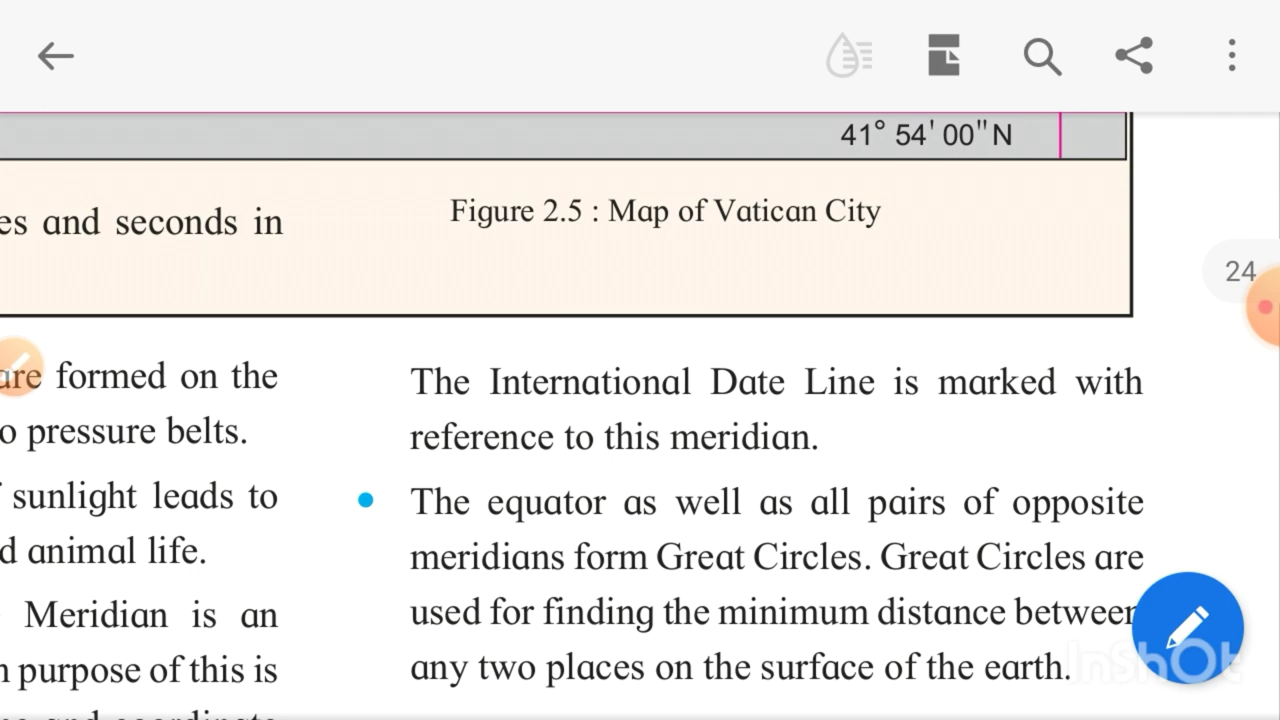 41° 54' 00" N
es and seconds in
Figure 2.5 : Map of Vatican City
24
are formed on the
o pressure belts.
sunlight leads to
d animal life.
Meridian is an
n purpose of this is
and coordinate
The International Date Line is marked with
reference to this meridian.
• The equator as well as all pairs of opposite
meridians form Great Circles. Great Circles are
used for finding the minimum distance between
any two places on the surface of the earth.
InShOt